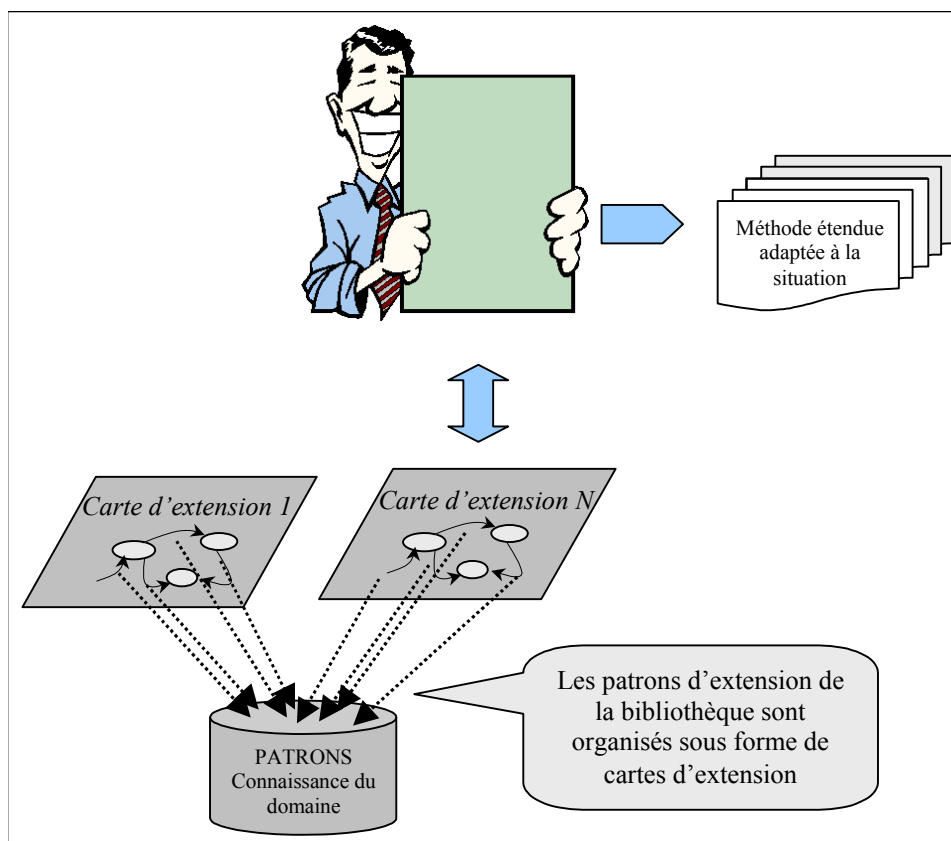 Méthode étendue
adaptée à la
situation
Carte d’extension 1
Carte d’extension N
Les patrons d’extension de
la bibliothèque sont
organisés sous forme de
cartes d’extension
PATRONS
Connaissance du
domaine